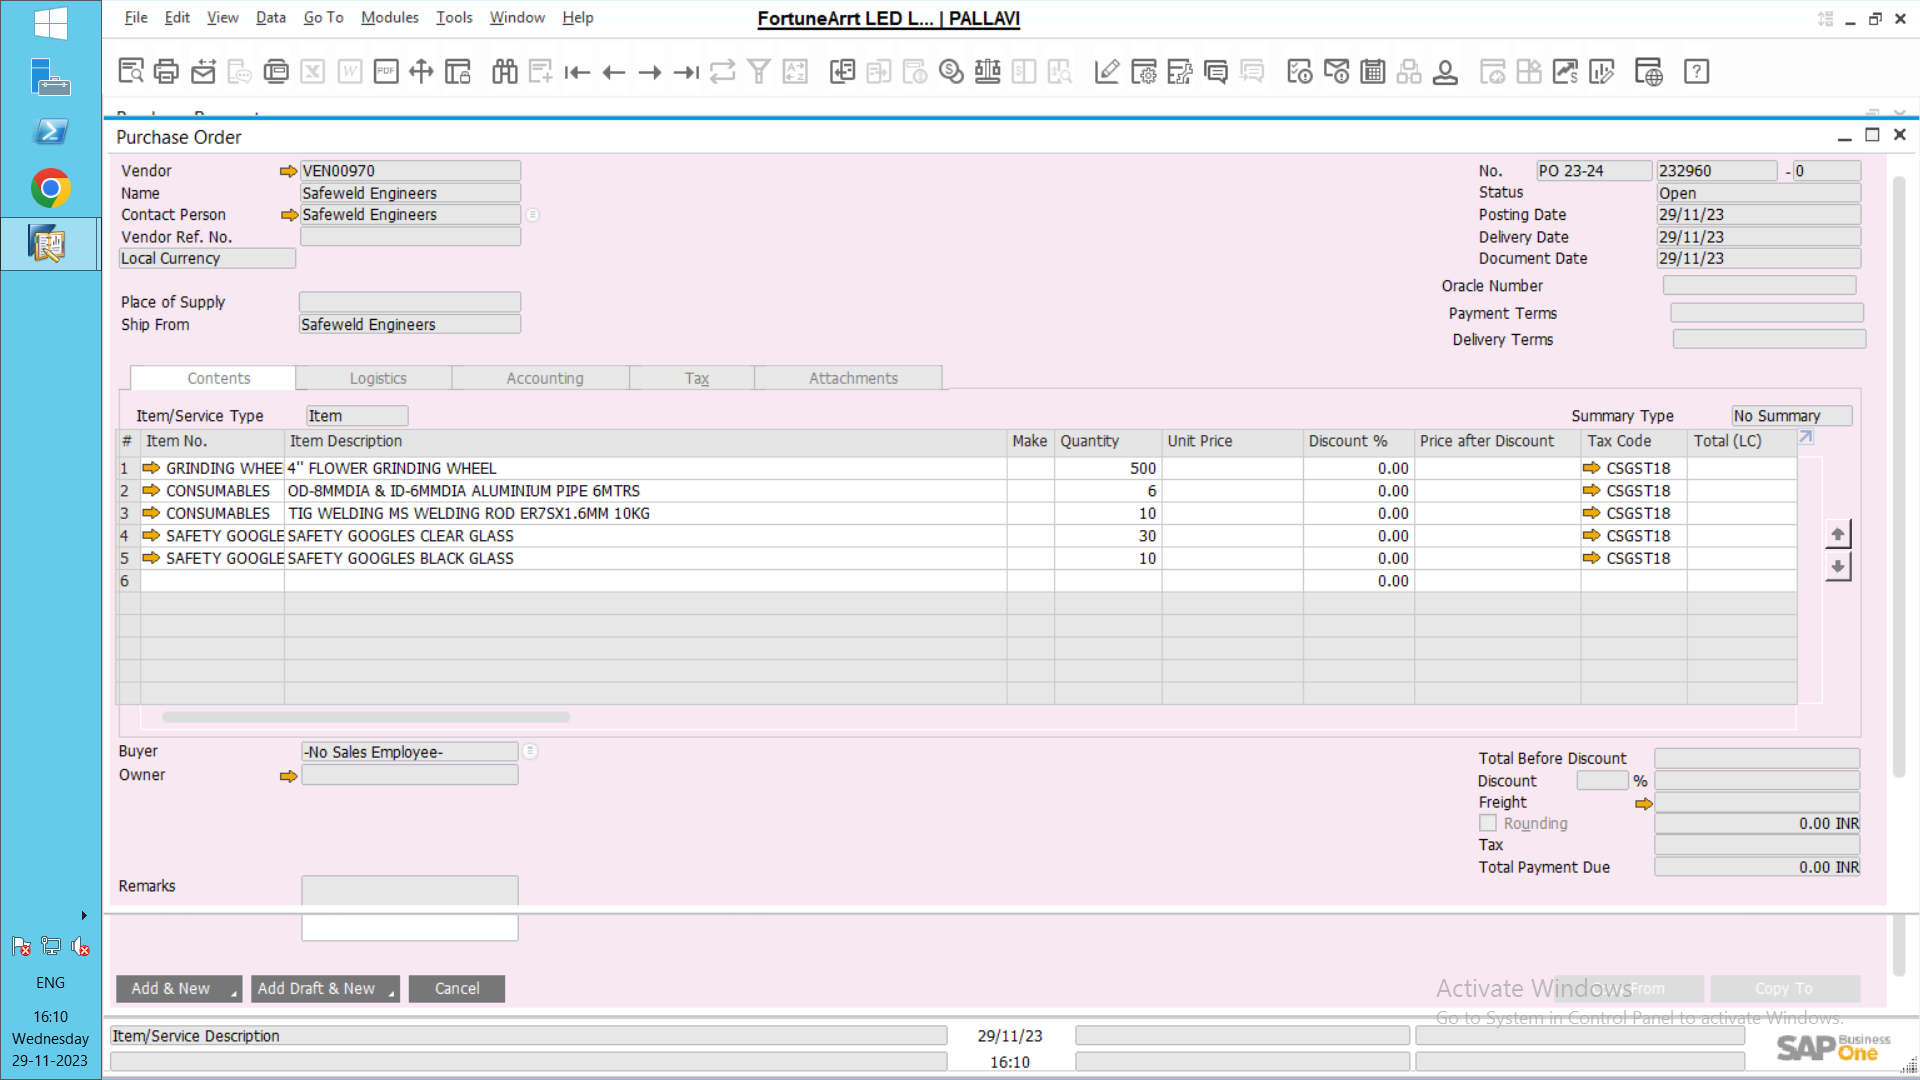 File Edit View Data Go To Modules Tools Window Help
FortuneArrt LED L... | PALLAVI
Purchase Order
Vendor VEN00970
Name Safeweld Engineers
Contact Person Safeweld Engineers
Vendor Ref. No.
Local Currency
Place of Supply
Ship From Safeweld Engineers
No. PO 23-24 232960 - 0
Status Open
Posting Date 29/11/23
Delivery Date 29/11/23
Document Date 29/11/23
Oracle Number
Payment Terms
Delivery Terms
Contents Logistics Accounting Tax Attachments
Item/Service Type Item Summary Type No Summary
# Item No. Item Description Make Quantity Unit Price Discount % Price after Discount Tax Code Total (LC)
1 GRINDING WHEE 4" FLOWER GRINDING WHEEL 500 0.00 CSGST18
2 CONSUMABLES OD-8MMDIA & ID-6MMDIA ALUMINIUM PIPE 6MTRS 6 0.00 CSGST18
3 CONSUMABLES TIG WELDING MS WELDING ROD ER7SX1.6MM 10KG 10 0.00 CSGST18
4 SAFETY GOOGLE SAFETY GOOGLES CLEAR GLASS 30 0.00 CSGST18
5 SAFETY GOOGLE SAFETY GOOGLES BLACK GLASS 10 0.00 CSGST18
6 0.00
Buyer -No Sales Employee-
Owner
Total Before Discount
Discount %
Freight
Rounding 0.00 INR
Tax
Total Payment Due 0.00 INR
Remarks
Add & New Add Draft & New Cancel
From Copy To
Activate Windows
Go to System in Control Panel to activate Windows.
Item/Service Description 29/11/23
16:10
SAP Business One
ENG
16:10
Wednesday
29-11-2023